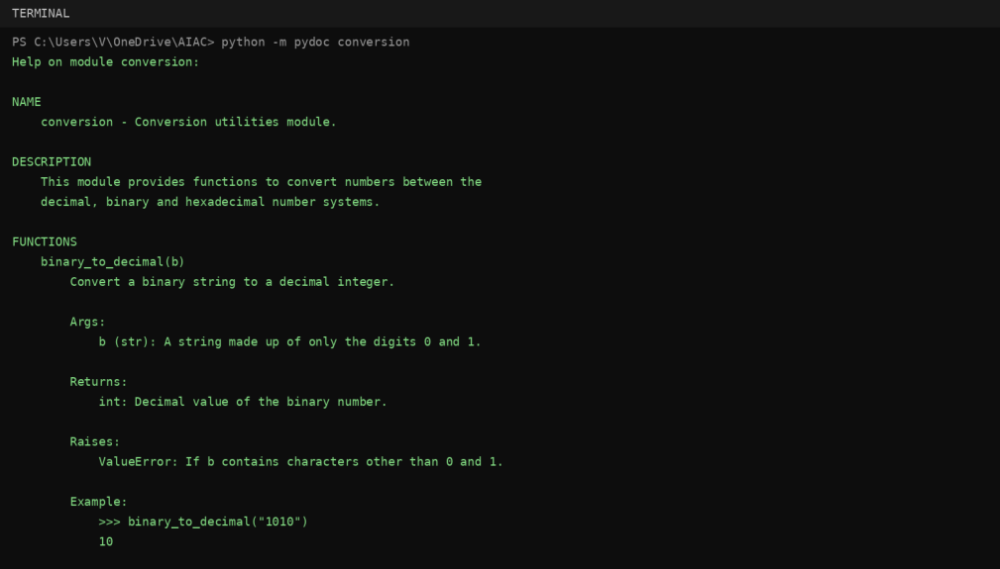 TERMINAL
PS C:\Users\V\OneDrive\AIAC> python -m pydoc conversion
Help on module conversion:
NAME
    conversion - Conversion utilities module.
DESCRIPTION
    This module provides functions to convert numbers between the
    decimal, binary and hexadecimal number systems.
FUNCTIONS
    binary_to_decimal(b)
        Convert a binary string to a decimal integer.
        Args:
            b (str): A string made up of only the digits 0 and 1.
        Returns:
            int: Decimal value of the binary number.
        Raises:
            ValueError: If b contains characters other than 0 and 1.
        Example:
            >>> binary_to_decimal("1010")
            10